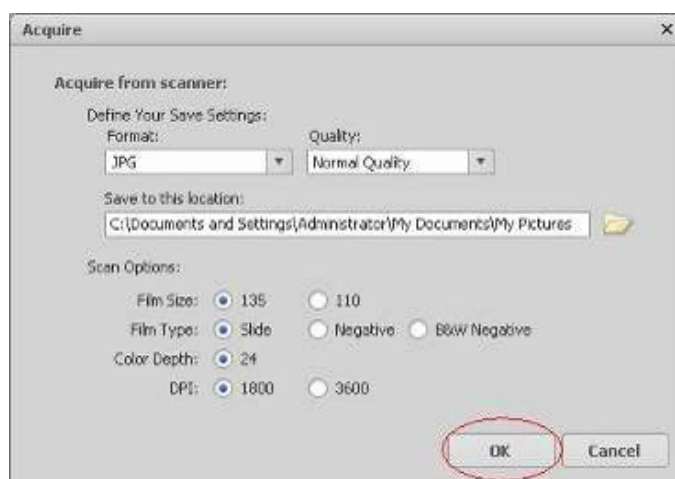 Acquire
Acquire from scanner:
Define Your Save Settings:
Format: Quality:
JPG Normal Quality
Save to this location:
C:\Documents and Settings\Administrator\My Documents\My Pictures
Scan Options:
Film Size: 135 110
Film Type: Slide Negative B&W Negative
Color Depth: 24
DPI: 1800 3600
OK Cancel